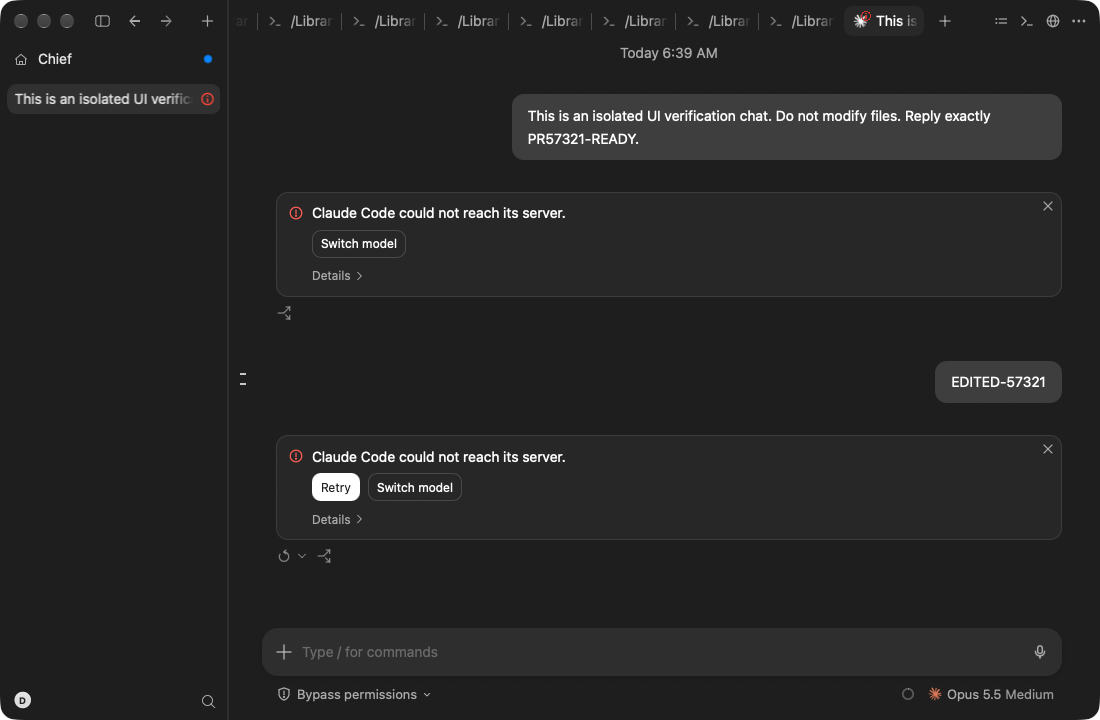 /Librar
/Librar
/Librar
/Librar
/Librar
/Librar
/Librar
This is
Chief
This is an isolated UI verific
Today 6:39 AM
This is an isolated UI verification chat. Do not modify files. Reply exactly
PR57321-READY.
Claude Code could not reach its server.
Switch model
Details
EDITED-57321
Claude Code could not reach its server.
Retry
Switch model
Details
Type / for commands
D
Bypass permissions
Opus 5.5 Medium